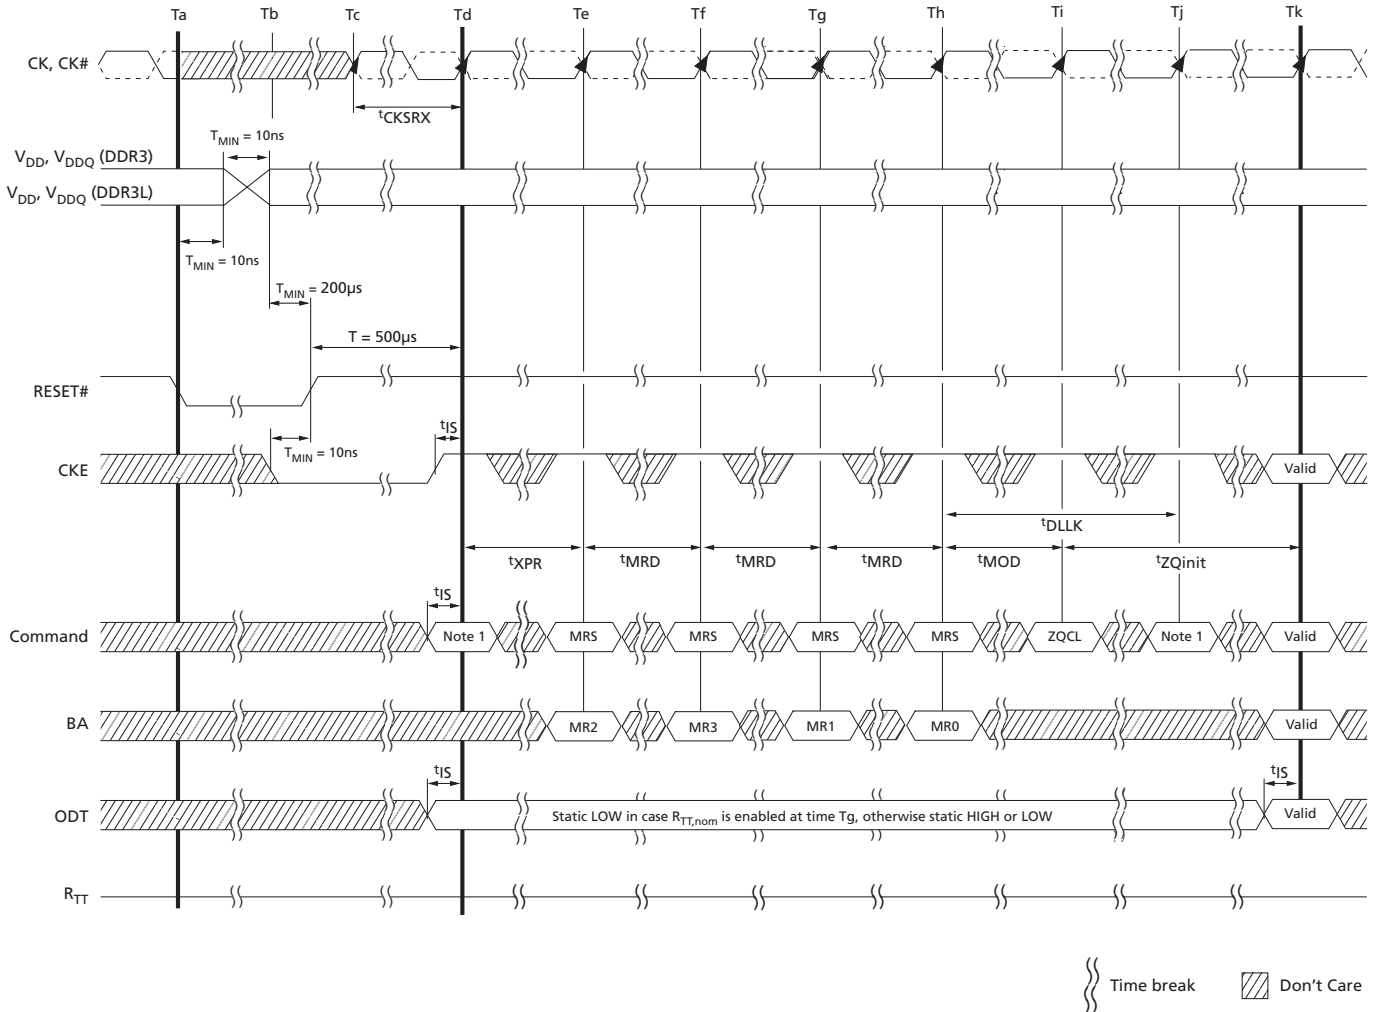 Ta Tb Tc Td Te Tf Tg Th Ti Tj Tk
CK, CK#
tCKSRX
TMIN = 10ns
VDD, VDDQ (DDR3)
VDD, VDDQ (DDR3L)
TMIN = 10ns
TMIN = 200µs
T = 500µs
RESET#
tIS
TMIN = 10ns
CKE
Valid
tDLLK
tXPR tMRD tMRD tMRD tMOD tZQinit
tIS
Command Note 1 MRS MRS MRS MRS ZQCL Note 1 Valid
BA MR2 MR3 MR1 MR0 Valid
tIS tIS
ODT Static LOW in case RTT,nom is enabled at time Tg, otherwise static HIGH or LOW Valid
RTT
Time break Don't Care